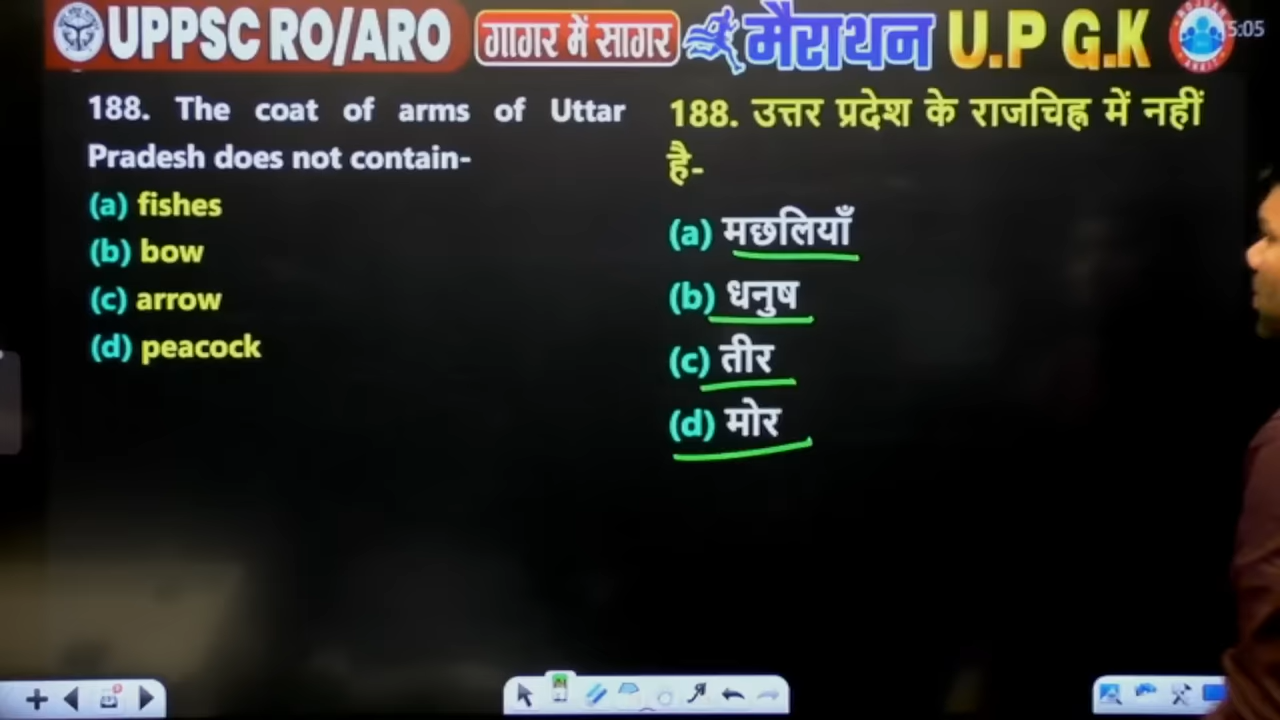 UPPSC RO/ARO गागर में सागर मैराथन U.P G.K 5:05
188. The coat of arms of Uttar
Pradesh does not contain-
(a) fishes
(b) bow
(c) arrow
(d) peacock
188. उत्तर प्रदेश के राजचिह्न में नहीं
है-
(a) मछलियाँ
(b) धनुष
(c) तीर
(d) मोर